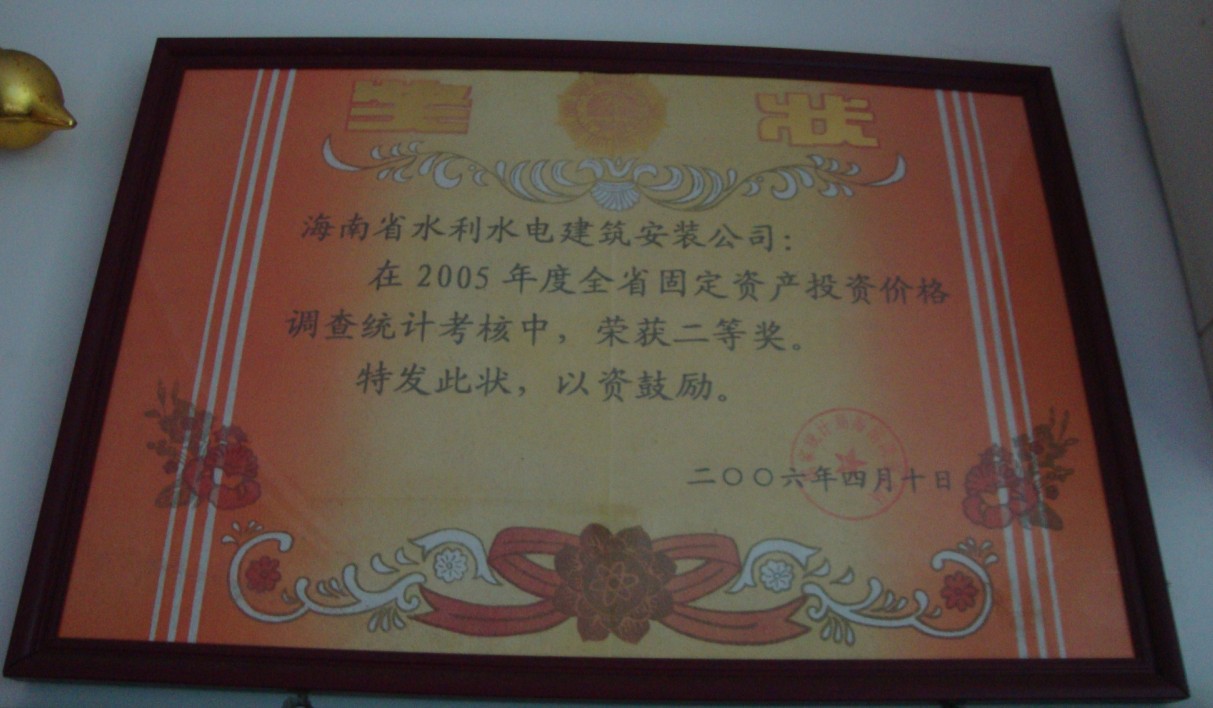 奖状
海南省水利水电建筑安装公司：
在2005年度全省固定资产投资价格
调查统计考核中，荣获二等奖。
特发此状，以资鼓励。
二〇〇六年四月十日